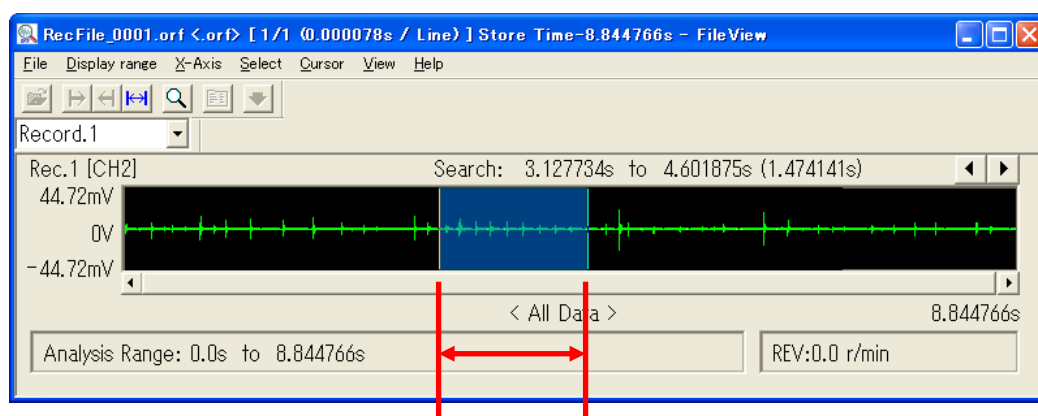 RecFile_0001.orf <.orf> [ 1/1 (0.000078s / Line) ] Store Time-8.844766s - FileView
File Display range X-Axis Select Cursor View Help
Record.1
Rec.1 [CH2] Search: 3.127734s to 4.601875s (1.474141s)
44.72mV
0V
-44.72mV
< All Data > 8.844766s
Analysis Range: 0.0s to 8.844766s REV:0.0 r/min